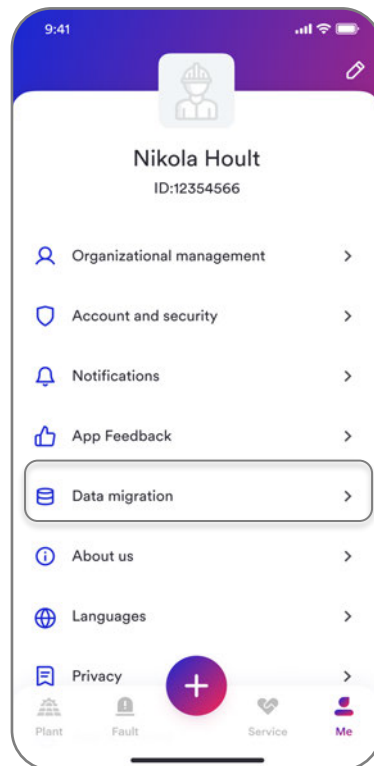 9:41
Nikola Hoult
ID:12354566
Organizational management
Account and security
Notifications
App Feedback
Data migration
About us
Languages
Privacy
Plant Fault Service Me